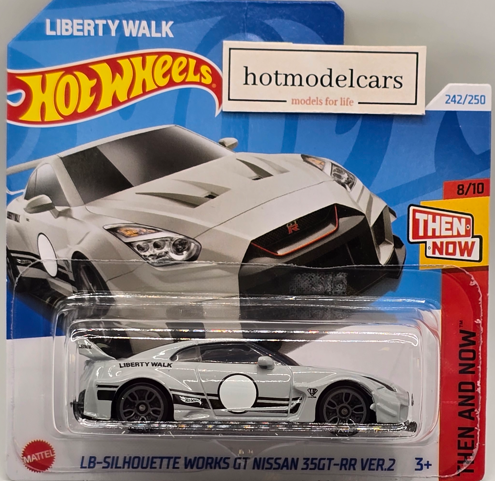 LIBERTY WALK
HOT WHEELS
hotmodelcars
models for life
242/250
8/10
THEN
NOW
THEN AND NOW™
LIBERTY WALK
MATTEL
LB-SILHOUETTE WORKS GT NISSAN 35GT-RR VER.2
3+